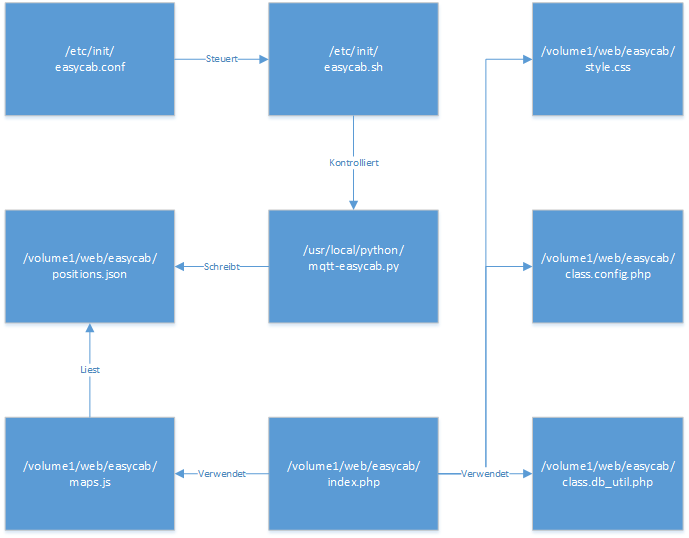 /etc/init/
easycab.conf
Steuert
/etc/init/
easycab.sh
/volume1/web/easycab/
style.css
Kontrolliert
/volume1/web/easycab/
positions.json
Schreibt
/usr/local/python/
mqtt-easycab.py
/volume1/web/easycab/
class.config.php
Liest
/volume1/web/easycab/
maps.js
Verwendet
/volume1/web/easycab/
index.php
Verwendet
/volume1/web/easycab/
class.db_util.php